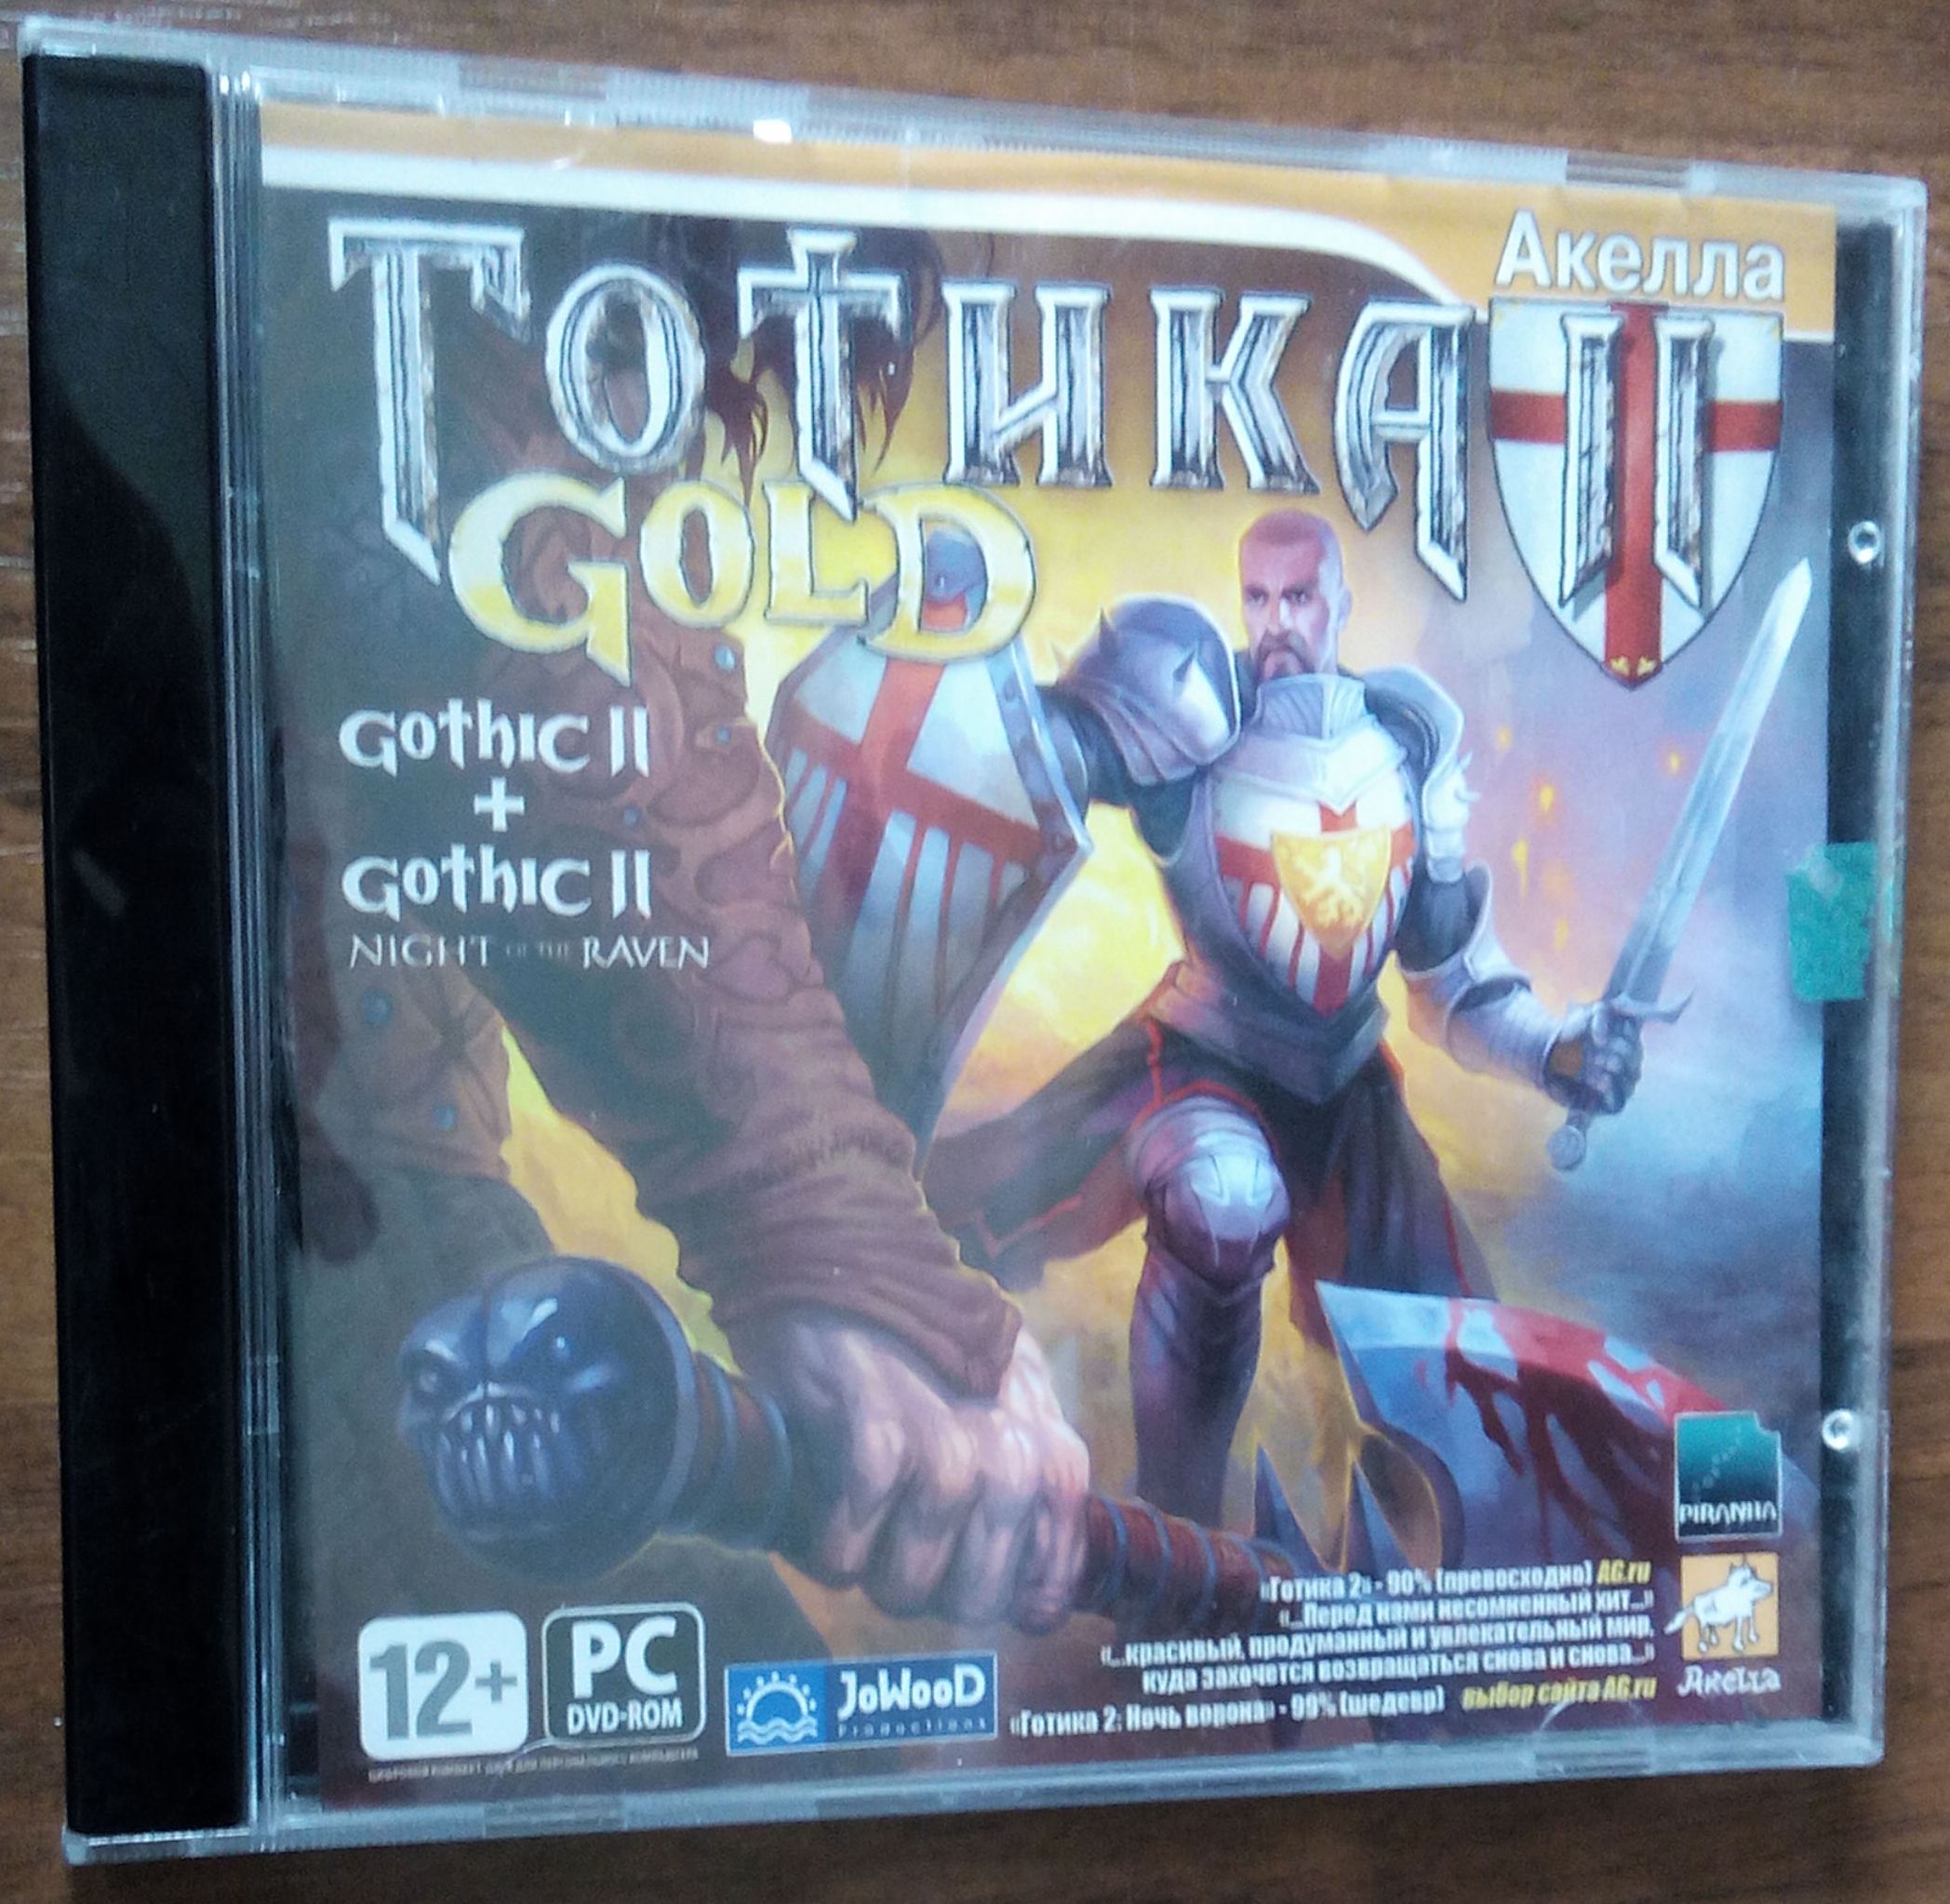 Акелла
Готика II
GOLD
GOTHIC II
+
GOTHIC II
NIGHT OF THE RAVEN
PIRANHA
«Готика 2» - 90% (превосходно) AG.ru
«...Перед нами несомненный хит...»
«...красивый, продуманный и увлекательный мир,
куда захочется возвращаться снова и снова...»
«Готика 2: Ночь ворона» - 99% (шедевр) выбор сайта AG.ru
Akella
12+
PC
DVD-ROM
JoWooD
Productions